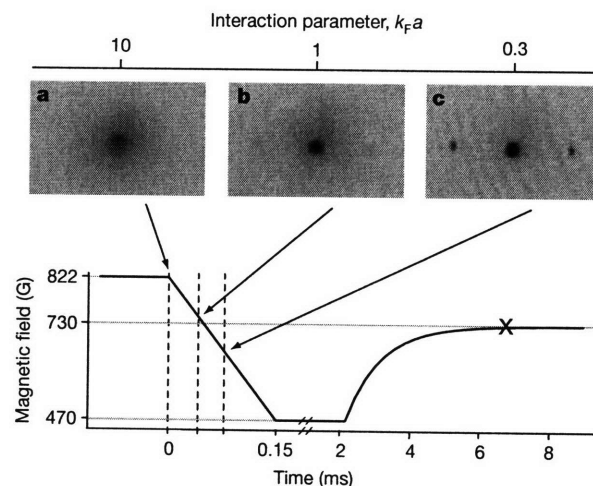 Interaction parameter, kFa
10 1 0.3
a b c
Magnetic field (G)
822
730
470
X
0 0.15 2 4 6 8
Time (ms)